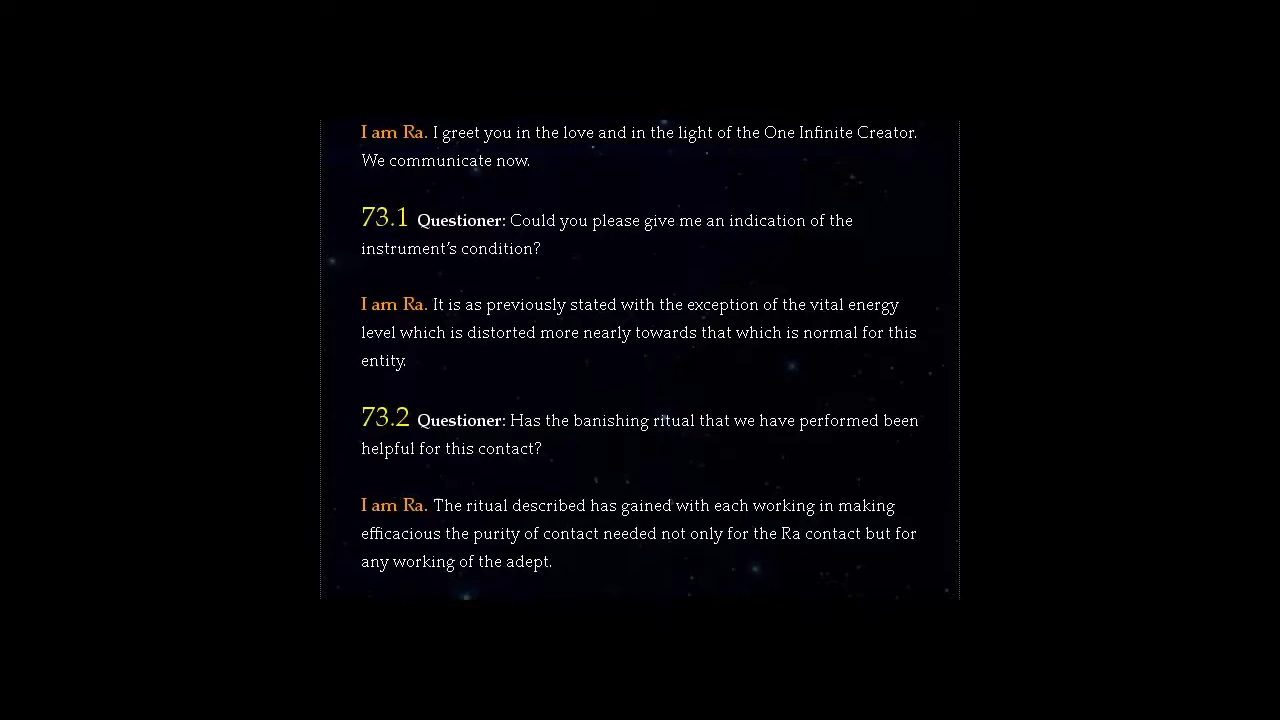 I am Ra. I greet you in the love and in the light of the One Infinite Creator.
We communicate now.
73.1 Questioner: Could you please give me an indication of the
instrument’s condition?
I am Ra. It is as previously stated with the exception of the vital energy
level which is distorted more nearly towards that which is normal for this
entity.
73.2 Questioner: Has the banishing ritual that we have performed been
helpful for this contact?
I am Ra. The ritual described has gained with each working in making
efficacious the purity of contact needed not only for the Ra contact but for
any working of the adept.